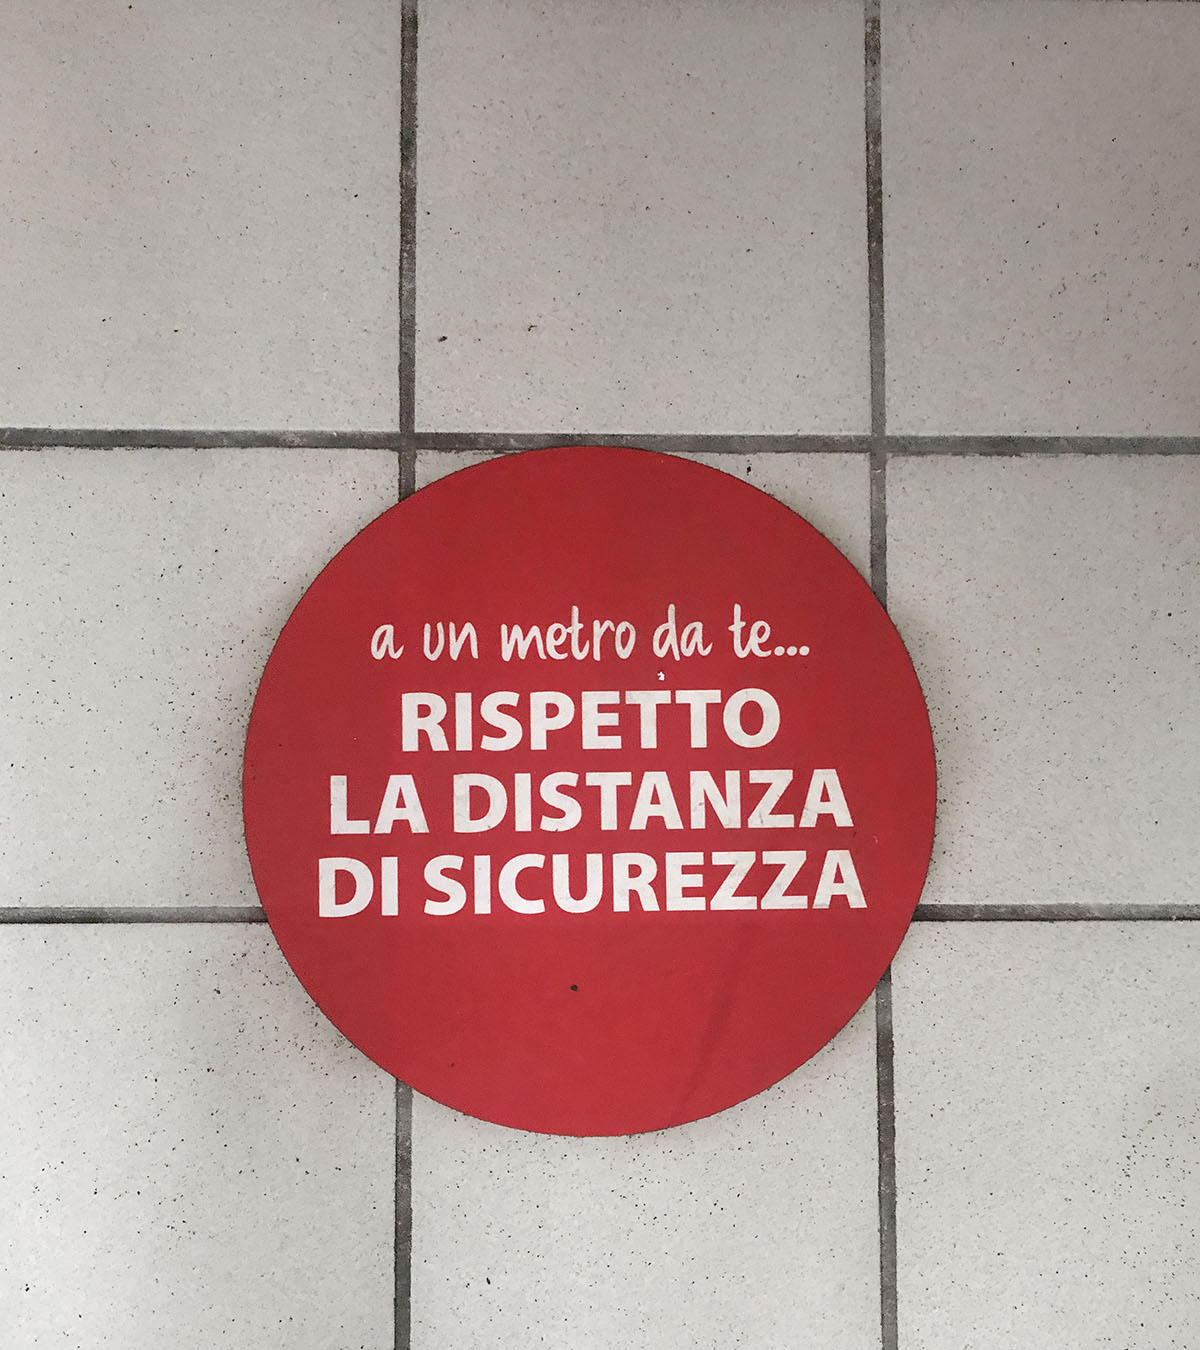 a un metro da te...
RISPETTO
LA DISTANZA
DI SICUREZZA